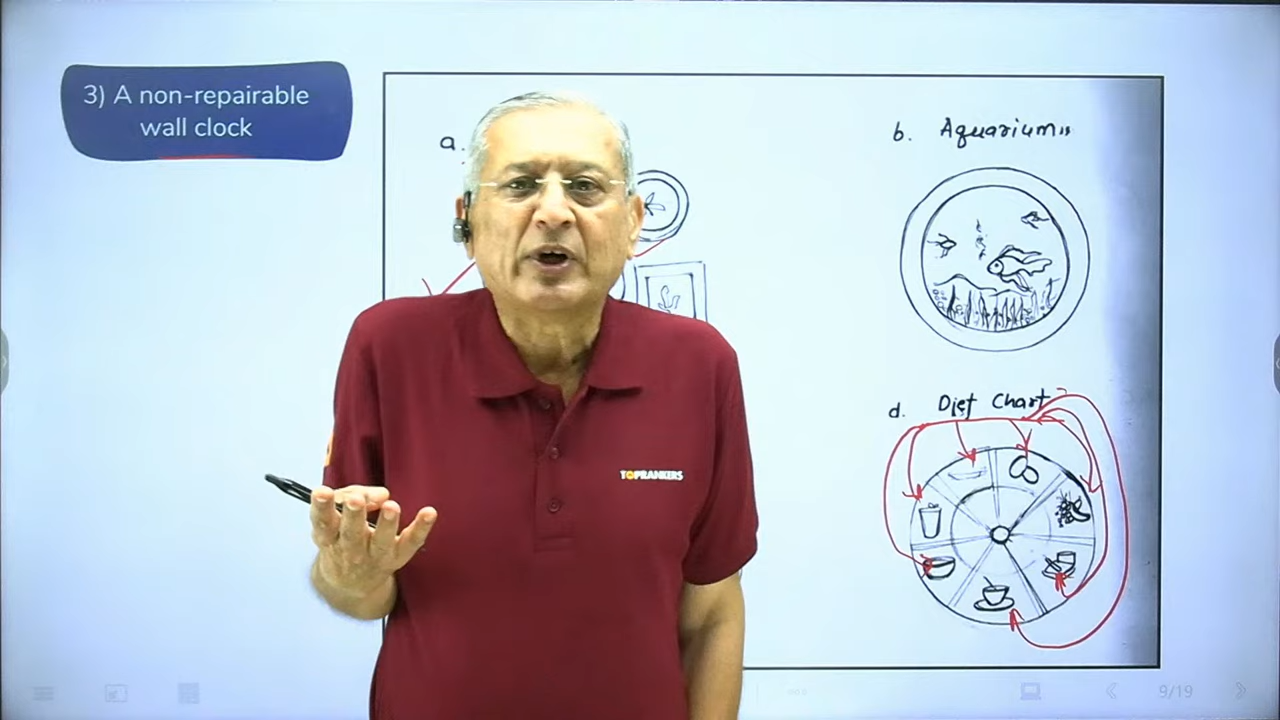 3) A non-repairable
wall clock
a.
b. Aquarium
d. Diet Chart
TOPRANKERS
9/19